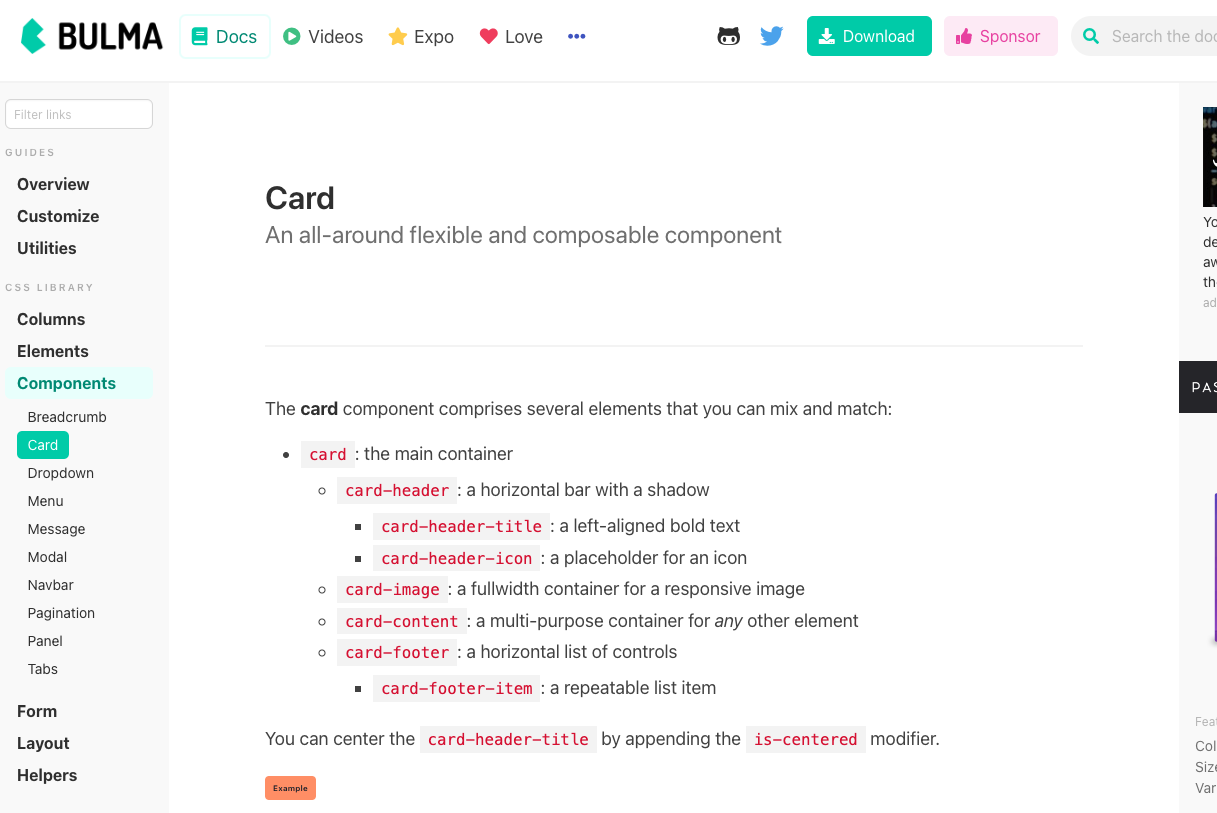 BULMA
Docs
Videos
Expo
Love
Download
Sponsor
Search the doc
Filter links
GUIDES
Overview
Customize
Utilities
CSS LIBRARY
Columns
Elements
Components
Breadcrumb
Card
Dropdown
Menu
Message
Modal
Navbar
Pagination
Panel
Tabs
Form
Layout
Helpers
Card
An all-around flexible and composable component
The card component comprises several elements that you can mix and match:
card : the main container
card-header : a horizontal bar with a shadow
card-header-title : a left-aligned bold text
card-header-icon : a placeholder for an icon
card-image : a fullwidth container for a responsive image
card-content : a multi-purpose container for any other element
card-footer : a horizontal list of controls
card-footer-item : a repeatable list item
You can center the card-header-title by appending the is-centered modifier.
Example
Yo
de
aw
th
ad
PAS
Feat
Col
Size
Var